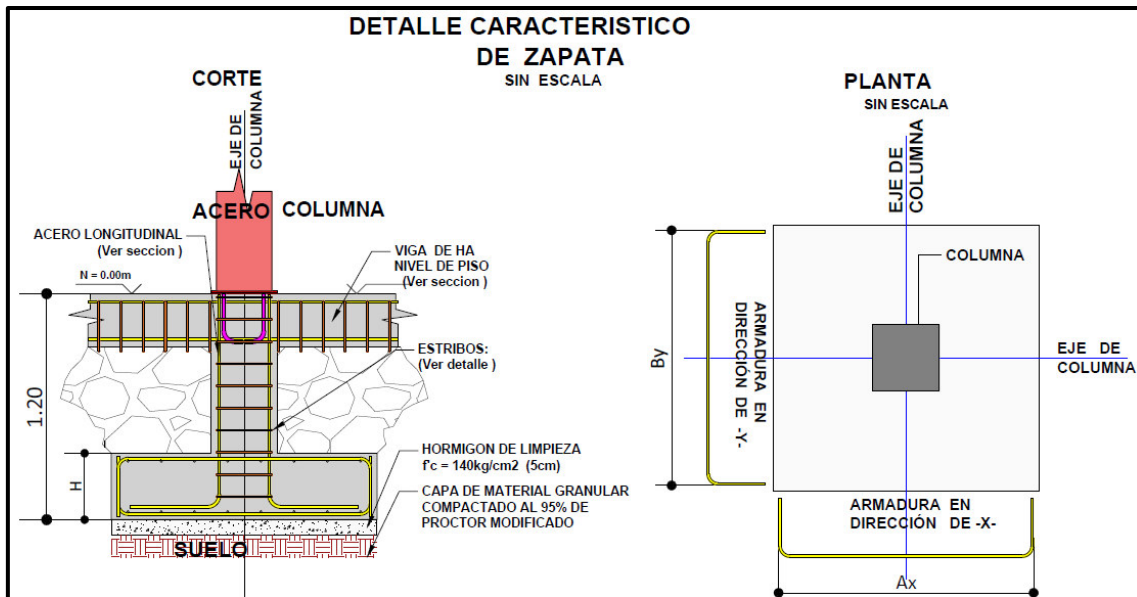 DETALLE CARACTERISTICO
DE ZAPATA
SIN ESCALA
CORTE
EJE DE
COLUMNA
ACERO COLUMNA
ACERO LONGITUDINAL
(Ver seccion )
N = 0.00m
VIGA DE HA
NIVEL DE PISO
(Ver seccion )
ESTRIBOS:
(Ver detalle )
1.20
H
HORMIGON DE LIMPIEZA
f'c = 140kg/cm2 (5cm)
CAPA DE MATERIAL GRANULAR
COMPACTADO AL 95% DE
PROCTOR MODIFICADO
SUELO
PLANTA
SIN ESCALA
EJE DE
COLUMNA
COLUMNA
By
ARMADURA EN
DIRECCIÓN DE -Y-
EJE DE
COLUMNA
ARMADURA EN
DIRECCIÓN DE -X-
Ax